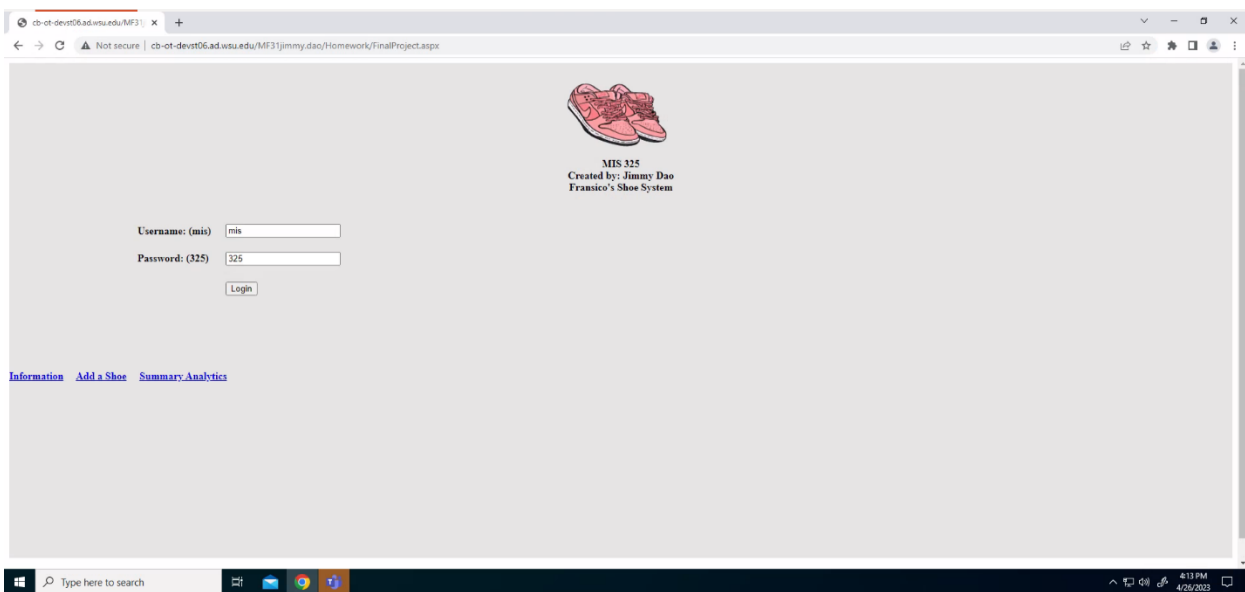 cb-ot-devst06.ad.wsu.edu/MF31j
Not secure | cb-ot-devst06.ad.wsu.edu/MF31jimmy.dao/Homework/FinalProject.aspx
MIS 325
Created by: Jimmy Dao
Fransico's Shoe System
Username: (mis) mis
Password: (325) 325
Login
Information Add a Shoe Summary Analytics
Type here to search
4:13 PM
4/26/2023